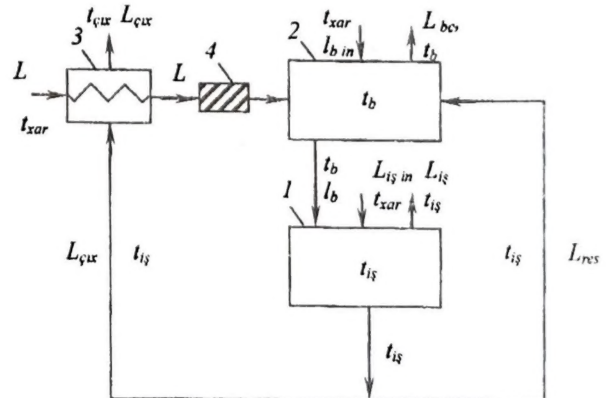 t_çıx L_çıx
3
L
t_xar
L
4
2
t_xar
l_b in
L_bc,
t_b
t_b
t_b
l_b
1
L_iş in L_iş
t_xar t_iş
t_iş
L_çıx t_iş
t_iş L_res
t_iş